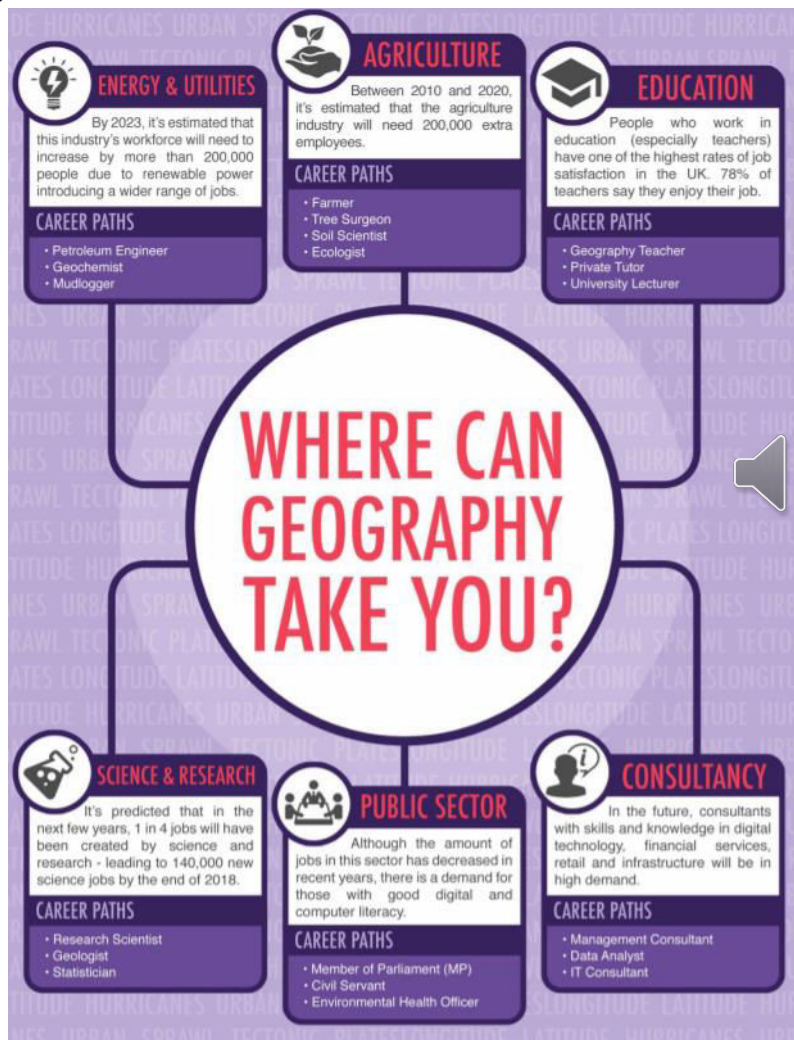 ENERGY & UTILITIES
By 2023, it's estimated that
this industry's workforce will need to
increase by more than 200,000
people due to renewable power
introducing a wider range of jobs.
CAREER PATHS
• Petroleum Engineer
• Geochemist
• Mudlogger
AGRICULTURE
Between 2010 and 2020,
it's estimated that the agriculture
industry will need 200,000 extra
employees.
CAREER PATHS
• Farmer
• Tree Surgeon
• Soil Scientist
• Ecologist
EDUCATION
People who work in
education (especially teachers)
have one of the highest rates of job
satisfaction in the UK. 78% of
teachers say they enjoy their job.
CAREER PATHS
• Geography Teacher
• Private Tutor
• University Lecturer
WHERE CAN
GEOGRAPHY
TAKE YOU?
SCIENCE & RESEARCH
It's predicted that in the
next few years, 1 in 4 jobs will have
been created by science and
research - leading to 140,000 new
science jobs by the end of 2018.
CAREER PATHS
• Research Scientist
• Geologist
• Statistician
PUBLIC SECTOR
Although the amount of
jobs in this sector has decreased in
recent years, there is a demand for
those with good digital and
computer literacy.
CAREER PATHS
• Member of Parliament (MP)
• Civil Servant
• Environmental Health Officer
CONSULTANCY
In the future, consultants
with skills and knowledge in digital
technology, financial services,
retail and infrastructure will be in
high demand.
CAREER PATHS
• Management Consultant
• Data Analyst
• IT Consultant